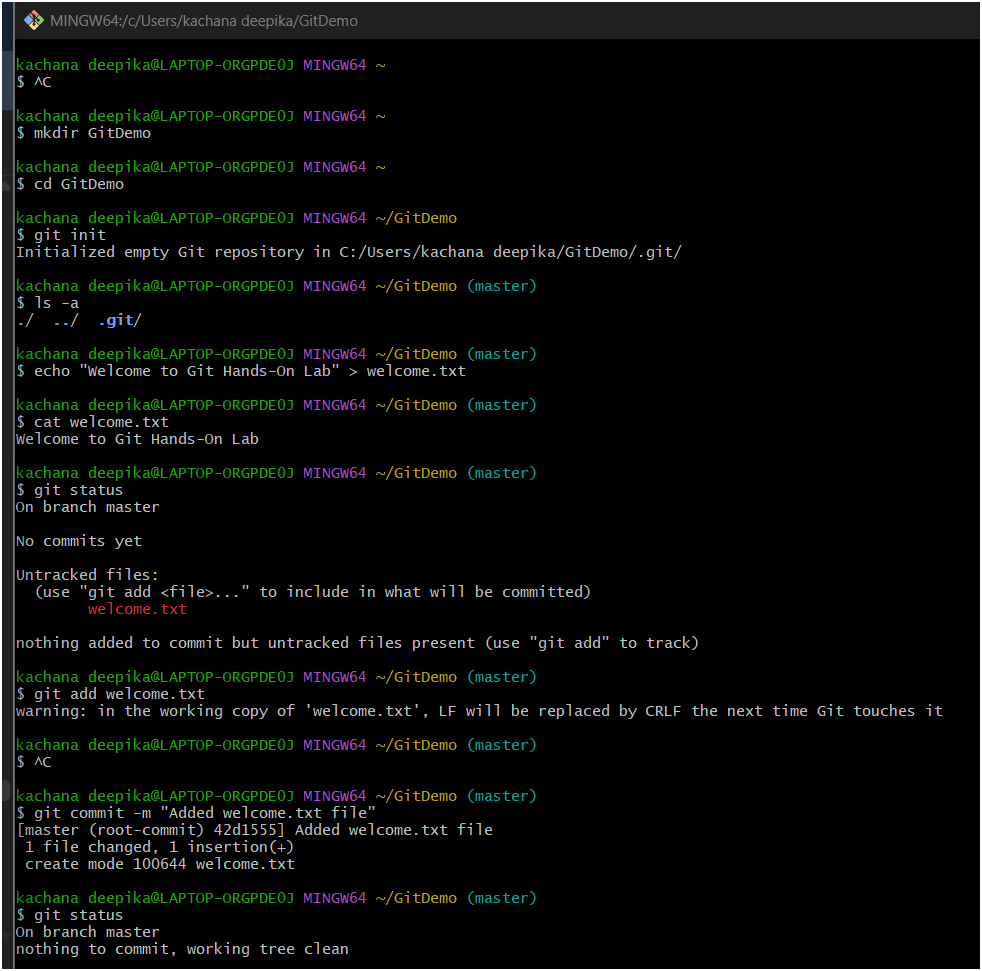 MINGW64:/c/Users/kachana deepika/GitDemo
kachana deepika@LAPTOP-ORGPDE0J MINGW64 ~
$ ^C
kachana deepika@LAPTOP-ORGPDE0J MINGW64 ~
$ mkdir GitDemo
kachana deepika@LAPTOP-ORGPDE0J MINGW64 ~
$ cd GitDemo
kachana deepika@LAPTOP-ORGPDE0J MINGW64 ~/GitDemo
$ git init
Initialized empty Git repository in C:/Users/kachana deepika/GitDemo/.git/
kachana deepika@LAPTOP-ORGPDE0J MINGW64 ~/GitDemo (master)
$ ls -a
./  ../  .git/
kachana deepika@LAPTOP-ORGPDE0J MINGW64 ~/GitDemo (master)
$ echo "Welcome to Git Hands-On Lab" > welcome.txt
kachana deepika@LAPTOP-ORGPDE0J MINGW64 ~/GitDemo (master)
$ cat welcome.txt
Welcome to Git Hands-On Lab
kachana deepika@LAPTOP-ORGPDE0J MINGW64 ~/GitDemo (master)
$ git status
On branch master
No commits yet
Untracked files:
  (use "git add <file>..." to include in what will be committed)
        welcome.txt
nothing added to commit but untracked files present (use "git add" to track)
kachana deepika@LAPTOP-ORGPDE0J MINGW64 ~/GitDemo (master)
$ git add welcome.txt
warning: in the working copy of 'welcome.txt', LF will be replaced by CRLF the next time Git touches it
kachana deepika@LAPTOP-ORGPDE0J MINGW64 ~/GitDemo (master)
$ ^C
kachana deepika@LAPTOP-ORGPDE0J MINGW64 ~/GitDemo (master)
$ git commit -m "Added welcome.txt file"
[master (root-commit) 42d1555] Added welcome.txt file
 1 file changed, 1 insertion(+)
 create mode 100644 welcome.txt
kachana deepika@LAPTOP-ORGPDE0J MINGW64 ~/GitDemo (master)
$ git status
On branch master
nothing to commit, working tree clean